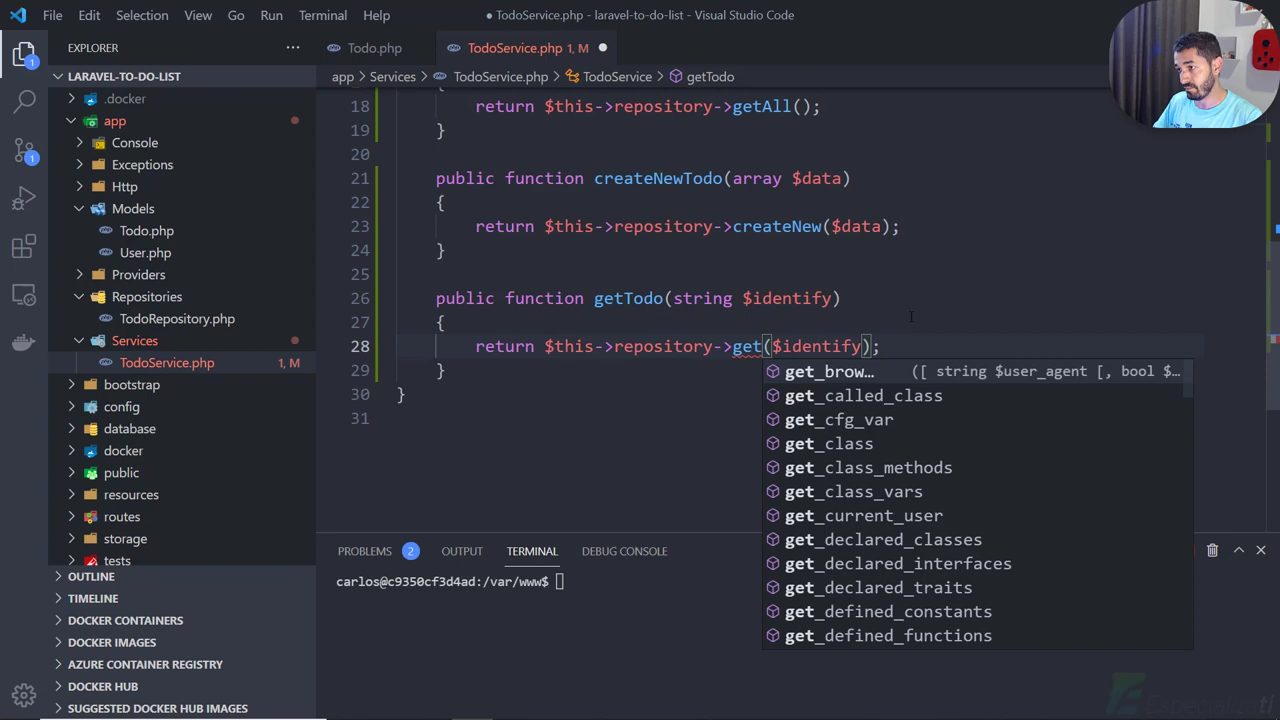 File Edit Selection View Go Run Terminal Help
● TodoService.php - laravel-to-do-list - Visual Studio Code
EXPLORER
Todo.php
TodoService.php 1, M
LARAVEL-TO-DO-LIST
app > Services > TodoService.php > TodoService > getTodo
.docker
app
Console
Exceptions
Http
Models
Todo.php
User.php
Providers
Repositories
TodoRepository.php
Services
TodoService.php 1, M
bootstrap
config
database
docker
public
resources
routes
storage
tests
OUTLINE
TIMELINE
DOCKER CONTAINERS
DOCKER IMAGES
AZURE CONTAINER REGISTRY
DOCKER HUB
SUGGESTED DOCKER HUB IMAGES
1
1
18 return $this->repository->getAll();
19 }
20
21 public function createNewTodo(array $data)
22 {
23 return $this->repository->createNew($data);
24 }
25
26 public function getTodo(string $identify)
27 {
28 return $this->repository->get($identify);
29 }
30 }
31
get_brow… ([ string $user_agent [, bool $…
get_called_class
get_cfg_var
get_class
get_class_methods
get_class_vars
get_current_user
get_declared_classes
get_declared_interfaces
get_declared_traits
get_defined_constants
get_defined_functions
PROBLEMS 2 OUTPUT TERMINAL DEBUG CONSOLE
carlos@c9350cf3d4ad:/var/www$